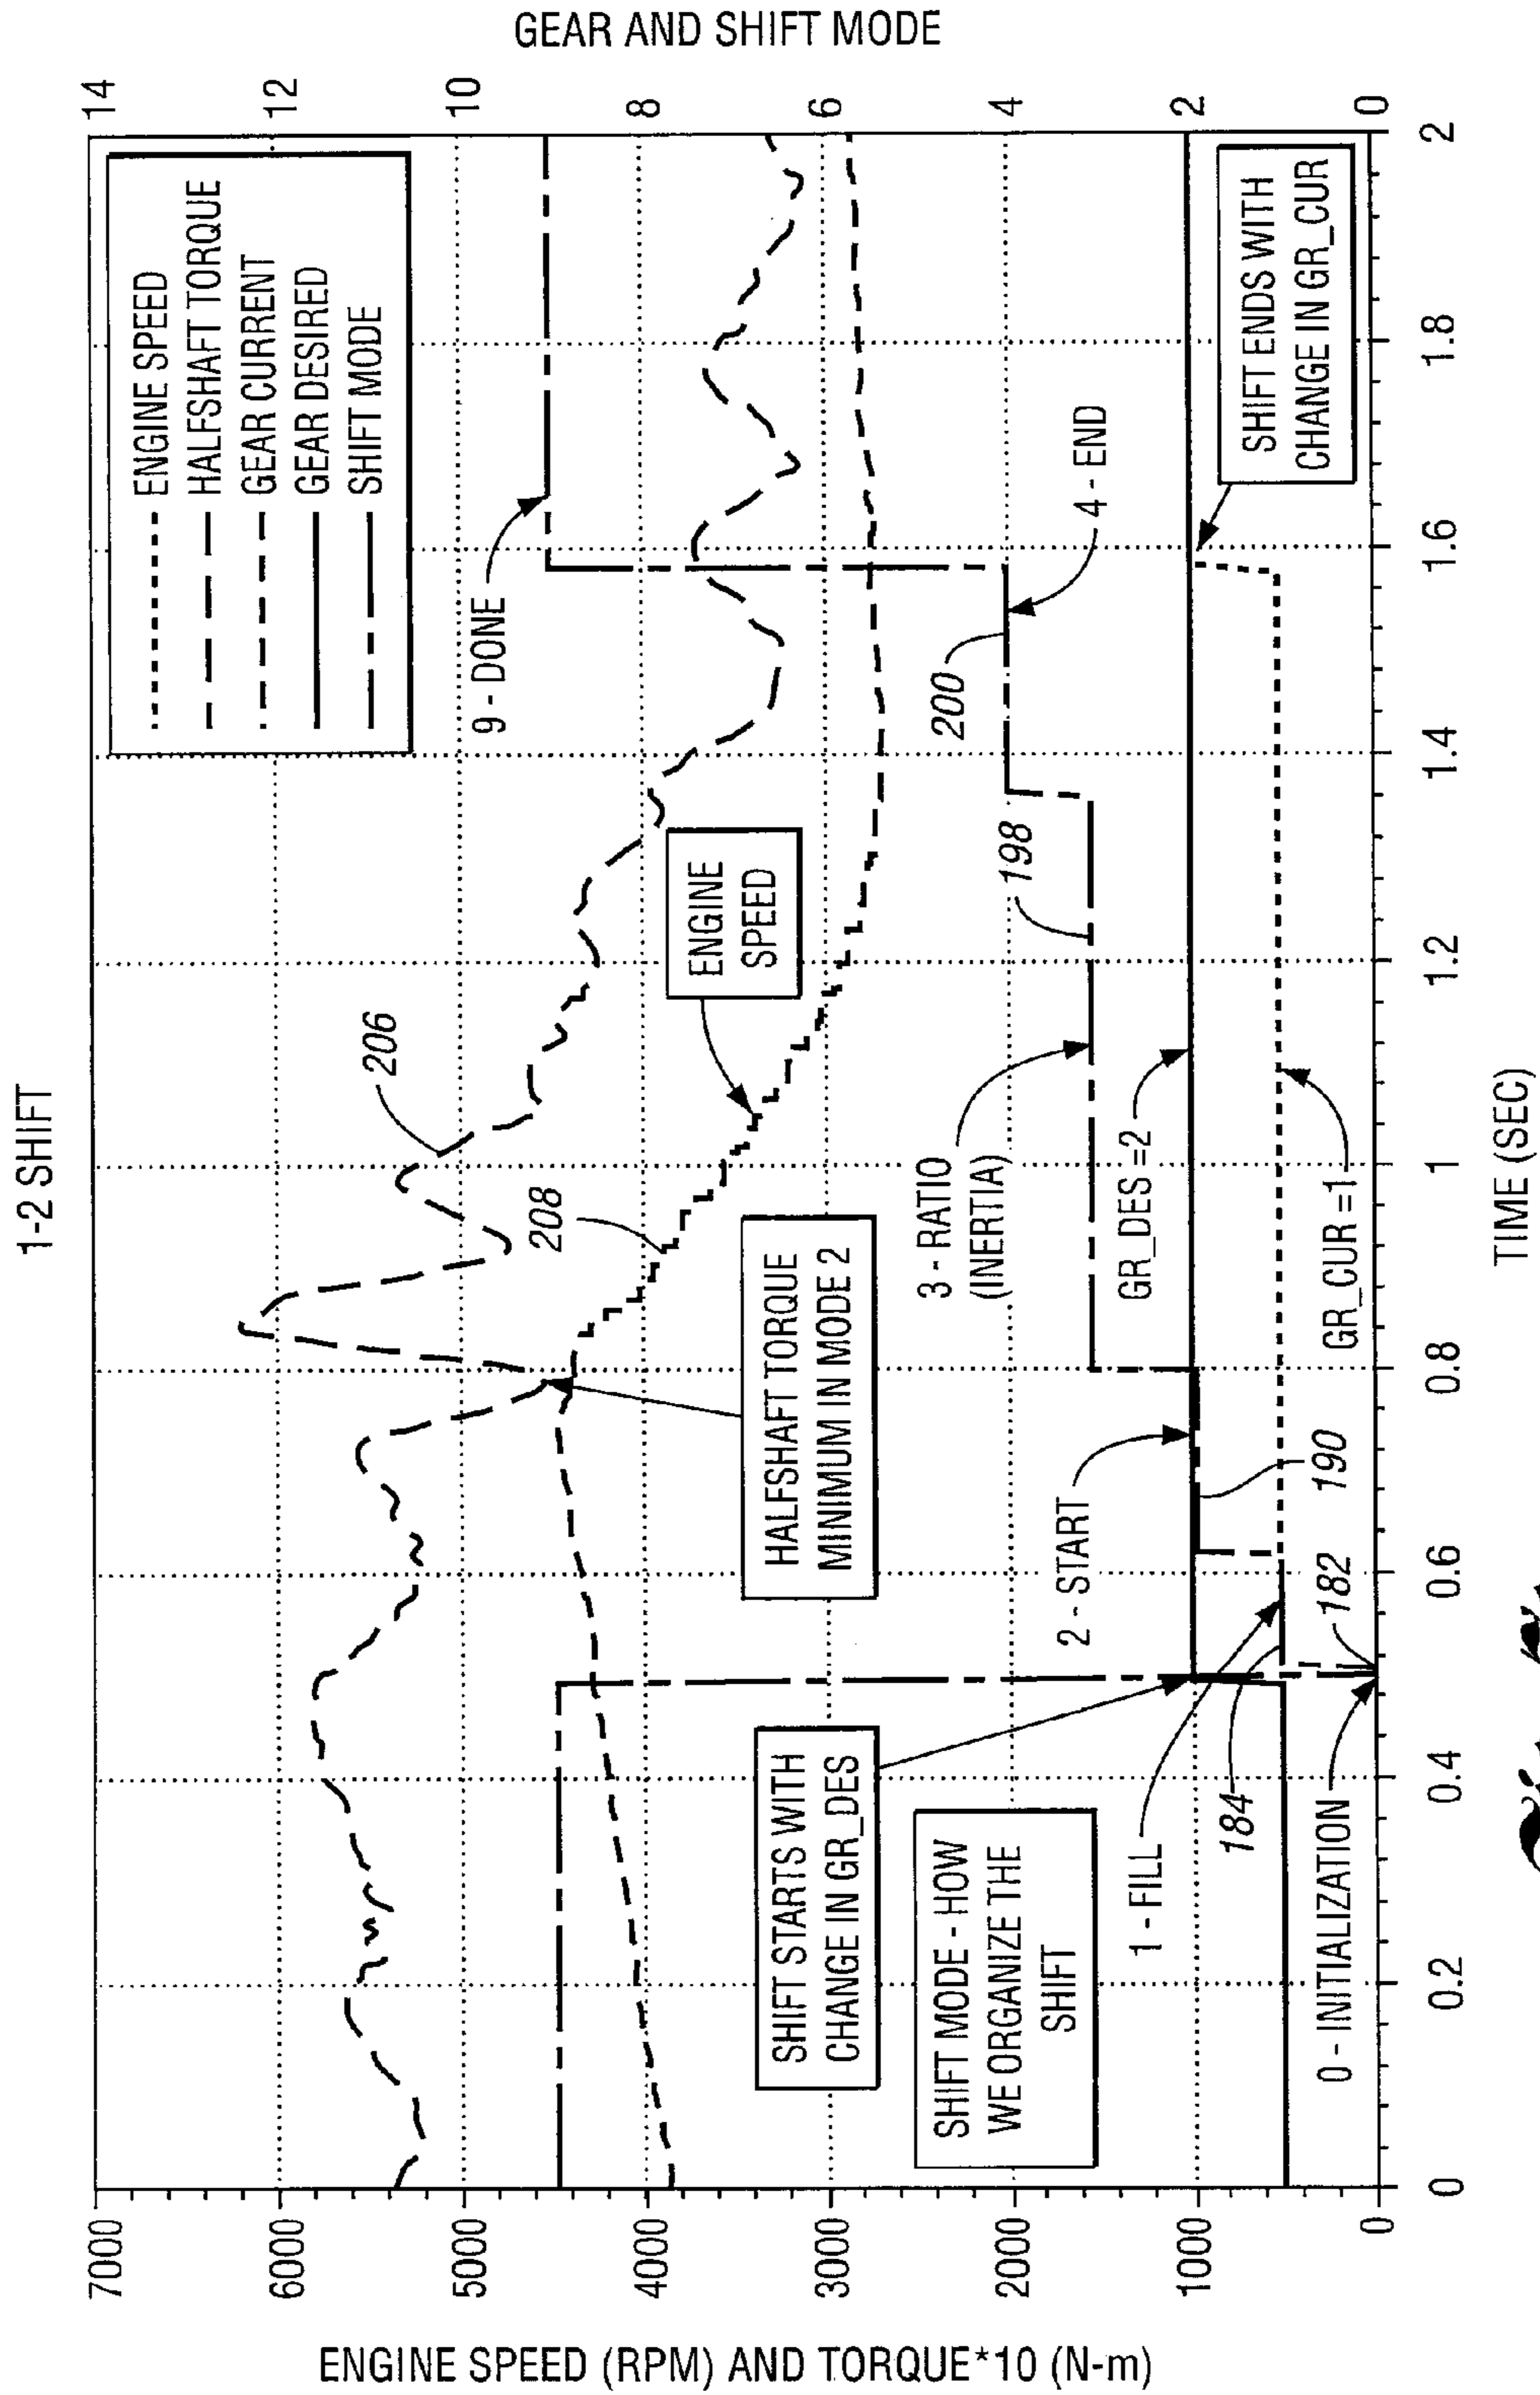 1-2 SHIFT
ENGINE SPEED (RPM) AND TORQUE*10 (N-m)
7000
6000
5000
4000
3000
2000
1000
0
GEAR AND SHIFT MODE
14
12
10
8
6
4
2
0
ENGINE SPEED
HALFSHAFT TORQUE
GEAR CURRENT
GEAR DESIRED
SHIFT MODE
206
9 - DONE
208
ENGINE
SPEED
HALFSHAFT TORQUE
MINIMUM IN MODE 2
SHIFT STARTS WITH
CHANGE IN GR_DES
200
4 - END
198
3 - RATIO
(INERTIA)
SHIFT MODE - HOW
WE ORGANIZE THE
SHIFT
2 - START
GR_DES =2
1 - FILL
184
190
GR_CUR =1
SHIFT ENDS WITH
CHANGE IN GR_CUR
0 - INITIALIZATION
182
0
0.2
0.4
0.6
0.8
1
1.2
1.4
1.6
1.8
2
TIME (SEC)